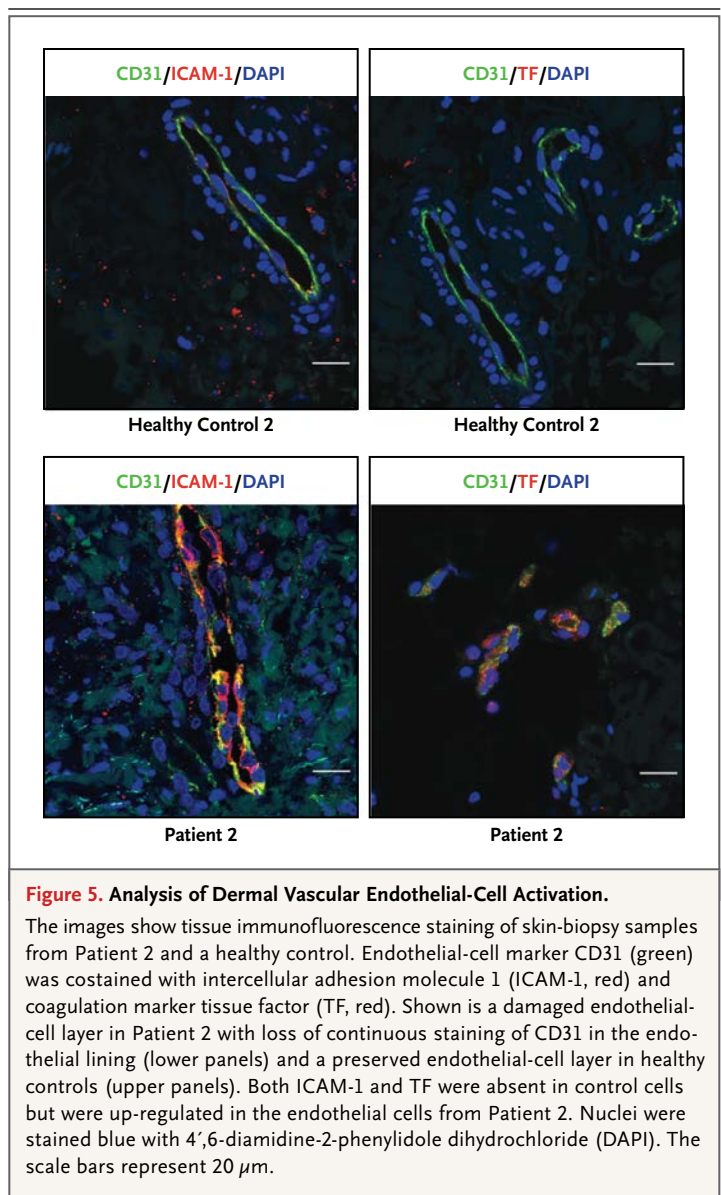 CD31/ICAM-1/DAPI
CD31/TF/DAPI
Healthy Control 2
Healthy Control 2
CD31/ICAM-1/DAPI
CD31/TF/DAPI
Patient 2
Patient 2
Figure 5. Analysis of Dermal Vascular Endothelial-Cell Activation.
The images show tissue immunofluorescence staining of skin-biopsy samples
from Patient 2 and a healthy control. Endothelial-cell marker CD31 (green)
was costained with intercellular adhesion molecule 1 (ICAM-1, red) and
coagulation marker tissue factor (TF, red). Shown is a damaged endothelial-
cell layer in Patient 2 with loss of continuous staining of CD31 in the endo-
thelial lining (lower panels) and a preserved endothelial-cell layer in healthy
controls (upper panels). Both ICAM-1 and TF were absent in control cells
but were up-regulated in the endothelial cells from Patient 2. Nuclei were
stained blue with 4′,6-diamidine-2-phenylidole dihydrochloride (DAPI). The
scale bars represent 20 μm.